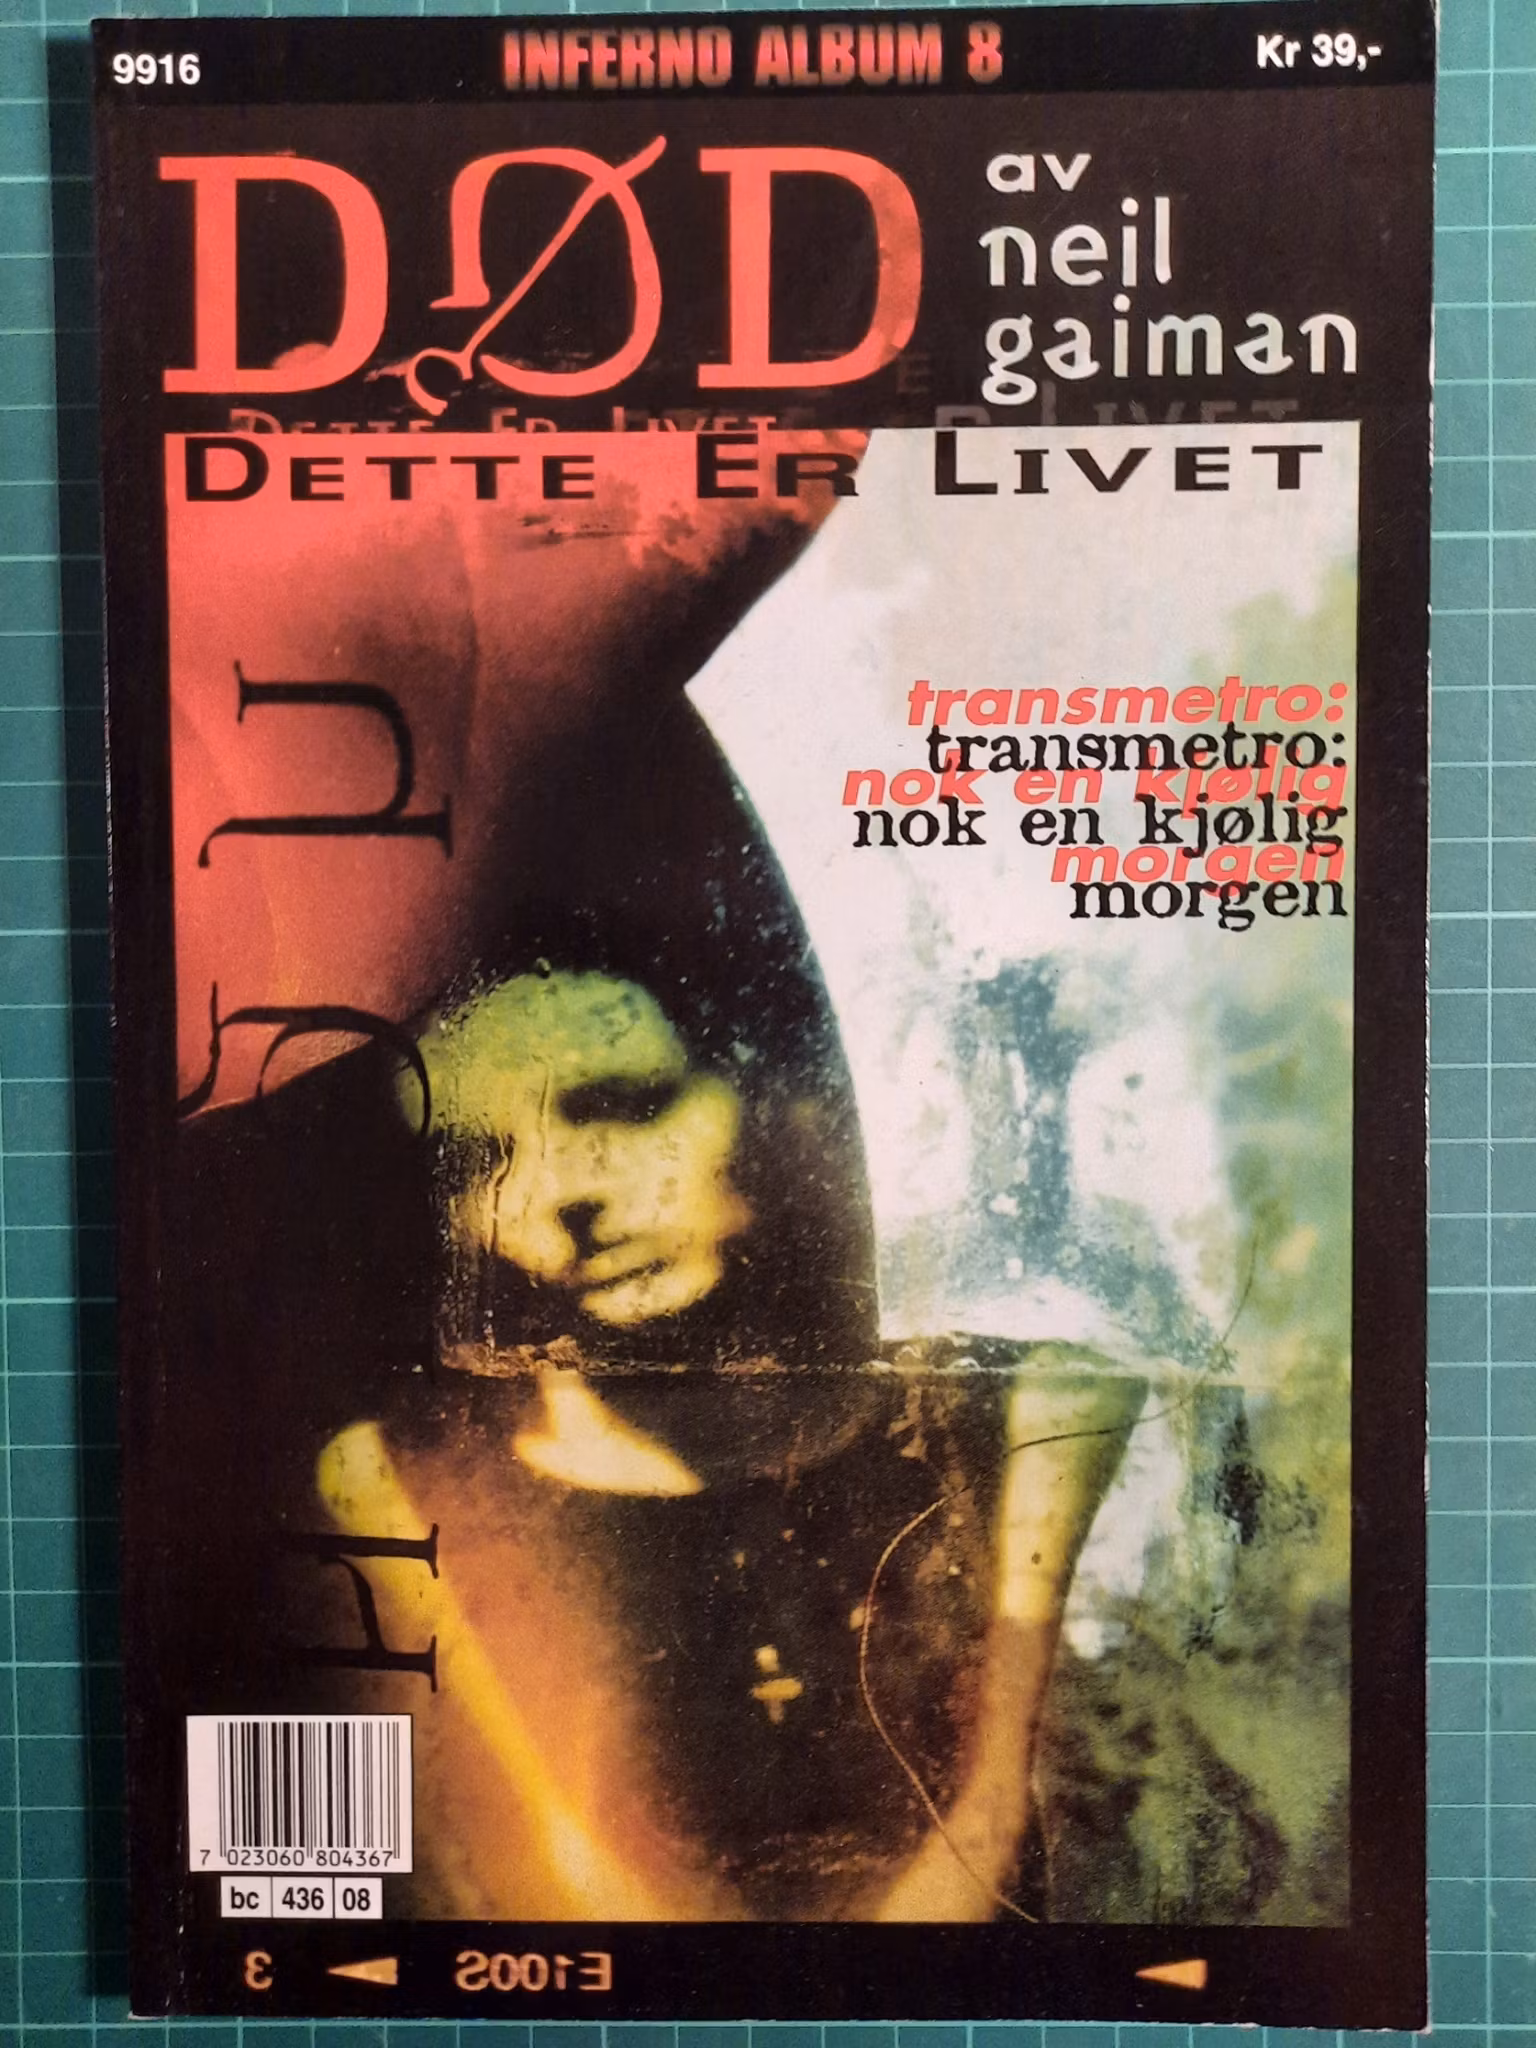 9916
INFERNO ALBUM 8
Kr 39,-
DØD
av
neil
gaiman
DETTE ER LIVET
DETTE ER LIVET
transmetro:
transmetro:
nok en kjølig
nok en kjølig
morgen
morgen
7 023060 804367
bc 436 08
3
E100S